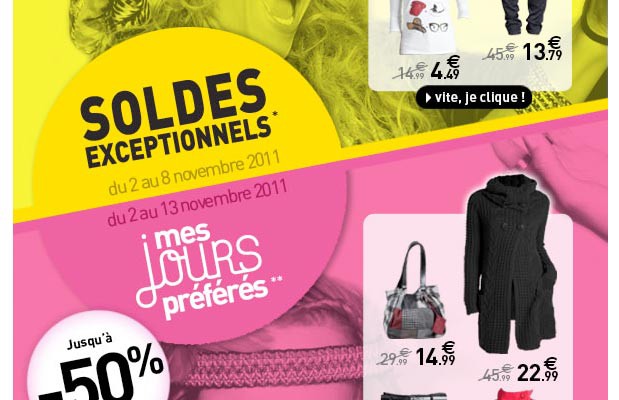 14.99€ 4.49€
45.99€ 13.79€
vite, je clique !
SOLDES
EXCEPTIONNELS*
du 2 au 8 novembre 2011
du 2 au 13 novembre 2011
mes
jOURS
préférés**
29.99€ 14.99€
45.99€ 22.99€
Jusqu'à
-50%